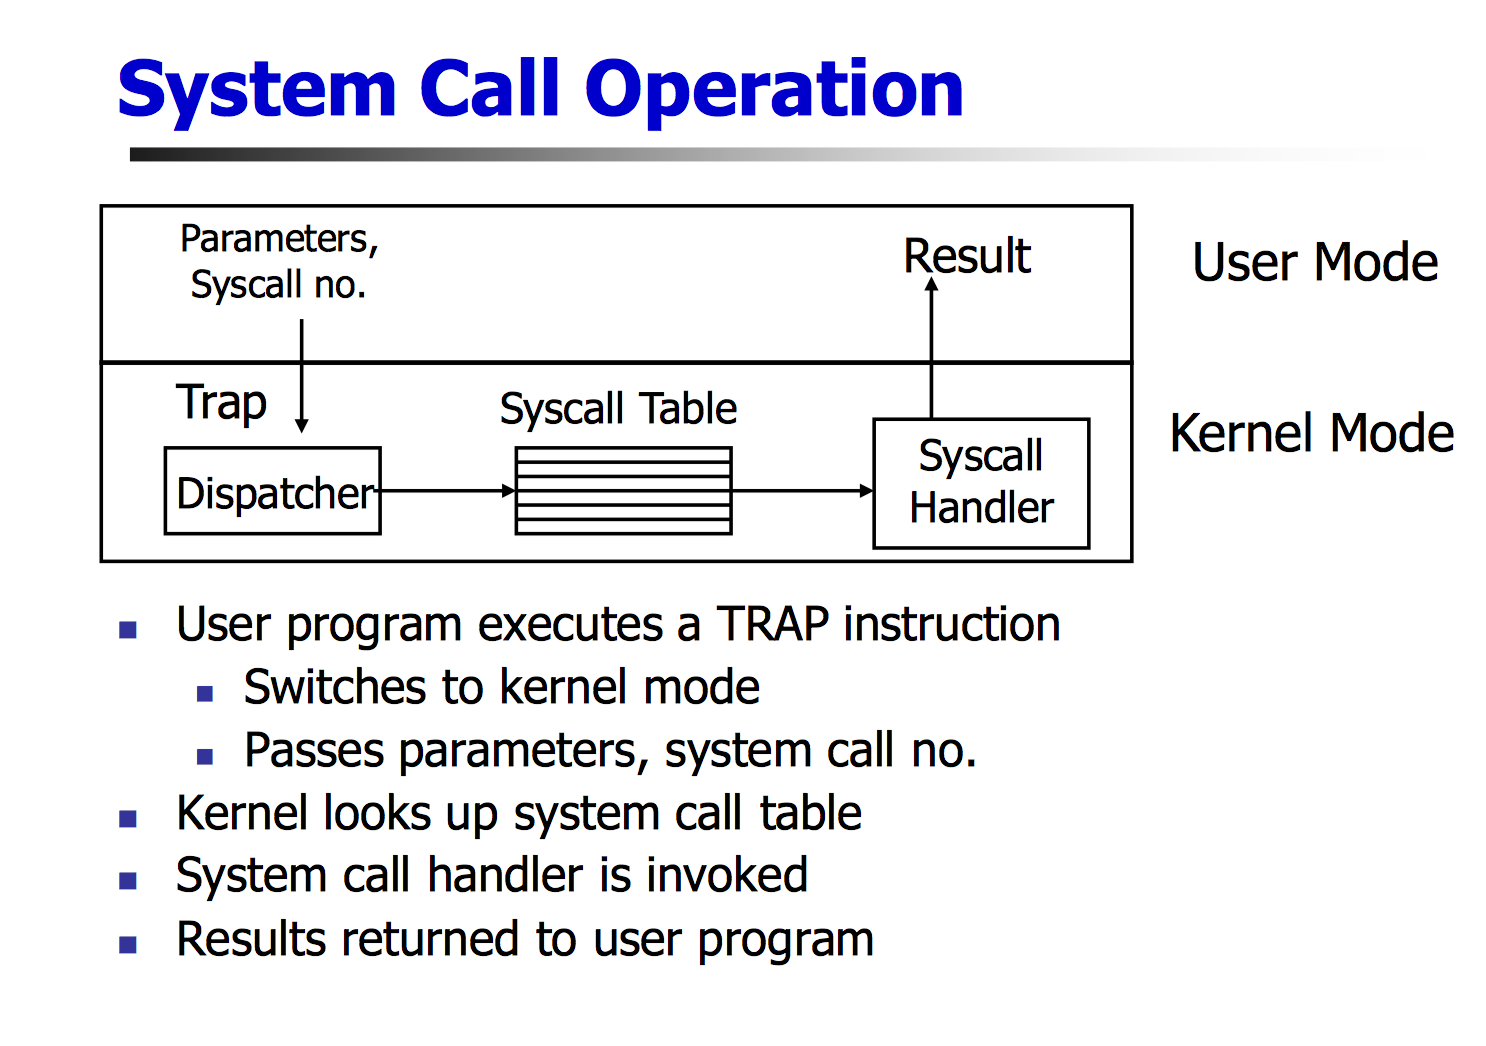 System Call Operation
Parameters,
Syscall no.
Result
User Mode
Trap
Syscall Table
Kernel Mode
Dispatcher
Syscall
Handler
User program executes a TRAP instruction
Switches to kernel mode
Passes parameters, system call no.
Kernel looks up system call table
System call handler is invoked
Results returned to user program